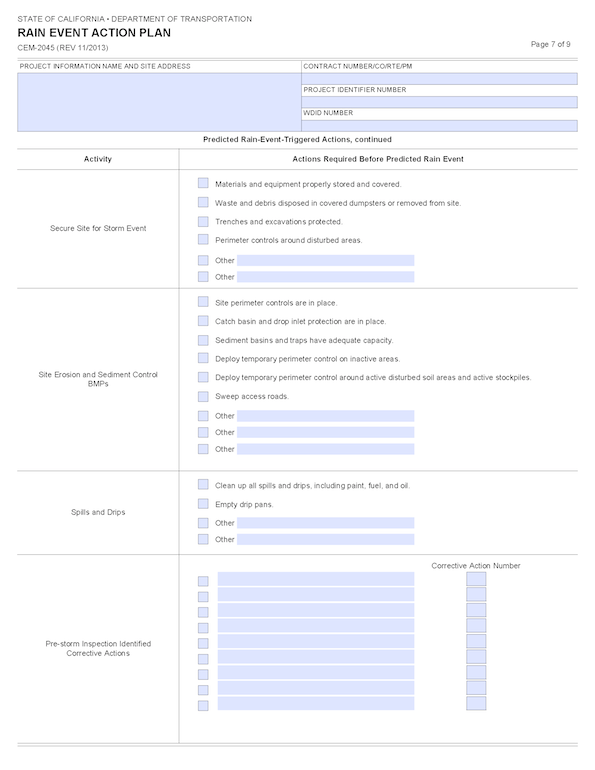 STATE OF CALIFORNIA • DEPARTMENT OF TRANSPORTATION
RAIN EVENT ACTION PLAN
CEM-2045 (REV 11/2013)
Page 7 of 9
PROJECT INFORMATION NAME AND SITE ADDRESS
CONTRACT NUMBER/CO/RTE/PM
PROJECT IDENTIFIER NUMBER
WDID NUMBER
Predicted Rain-Event-Triggered Actions, continued
Activity
Actions Required Before Predicted Rain Event
Secure Site for Storm Event
Materials and equipment properly stored and covered.
Waste and debris disposed in covered dumpsters or removed from site.
Trenches and excavations protected.
Perimeter controls around disturbed areas.
Other
Other
Site Erosion and Sediment Control
BMPs
Site perimeter controls are in place.
Catch basin and drop inlet protection are in place.
Sediment basins and traps have adequate capacity.
Deploy temporary perimeter control on inactive areas.
Deploy temporary perimeter control around active disturbed soil areas and active stockpiles.
Sweep access roads.
Other
Other
Other
Spills and Drips
Clean up all spills and drips, including paint, fuel, and oil.
Empty drip pans.
Other
Other
Pre-storm Inspection Identified
Corrective Actions
Corrective Action Number